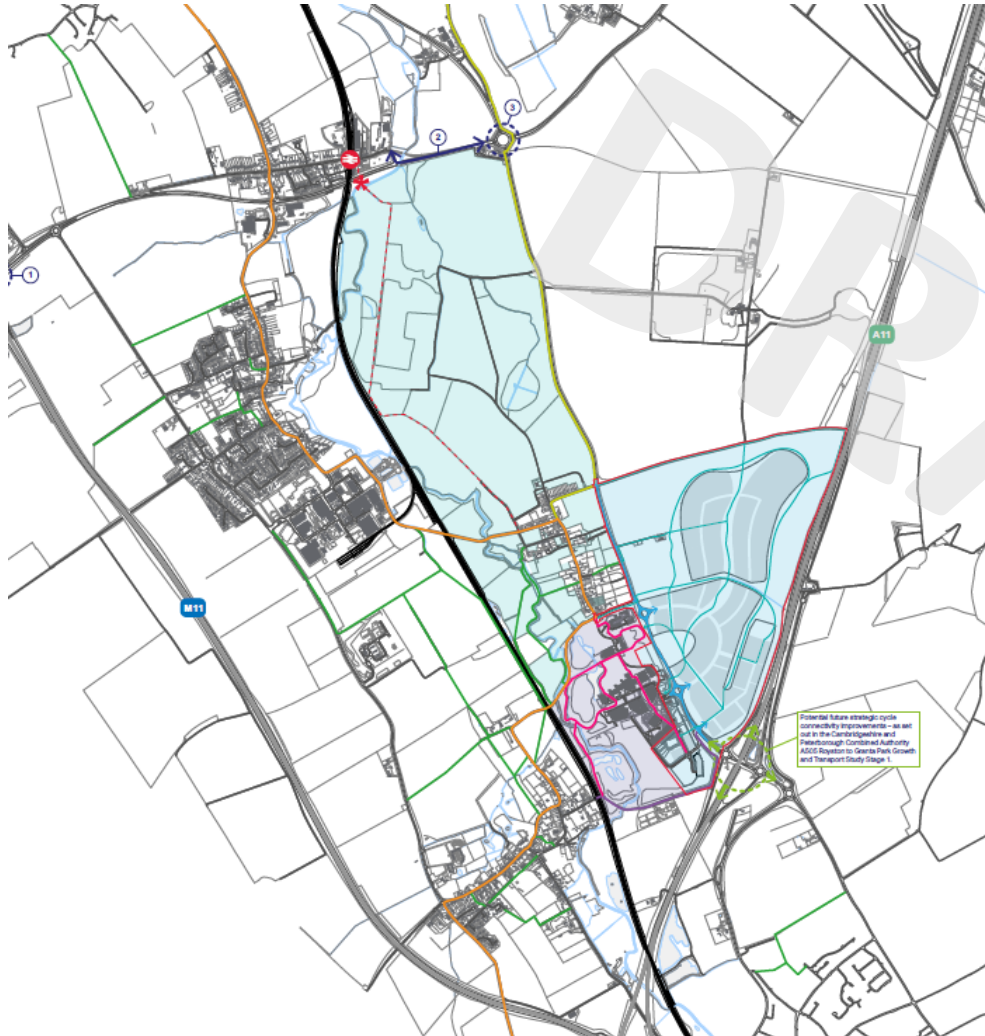 3
2
1
A11
M11
Potential future strategic cycle
connectivity improvements – as set
out in the Cambridgeshire and
Peterborough Combined Authority
A505 Royston to Granta Park Growth
and Transport Study Stage 1.
DRA